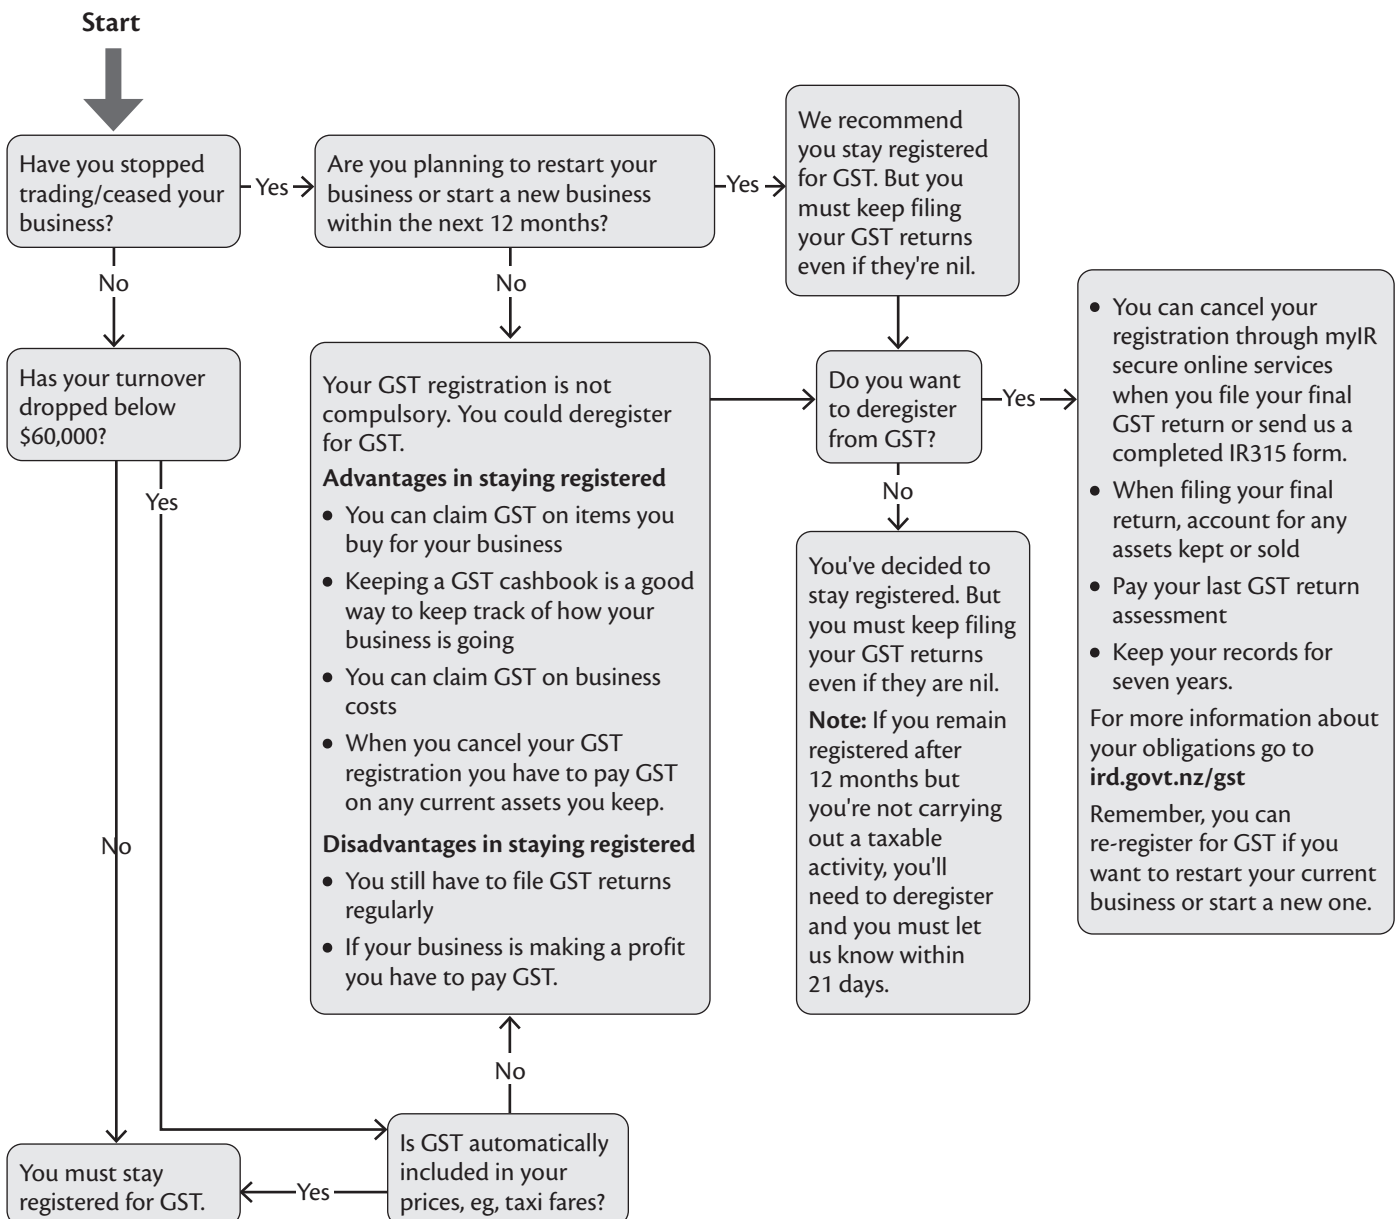 Start
Have you stopped
trading/ceased your
business?
Yes
Are you planning to restart your
business or start a new business
within the next 12 months?
Yes
We recommend
you stay registered
for GST. But you
must keep filing
your GST returns
even if they're nil.
No
No
Has your turnover
dropped below
$60,000?
Your GST registration is not
compulsory. You could deregister
for GST.
Advantages in staying registered
• You can claim GST on items you
buy for your business
• Keeping a GST cashbook is a good
way to keep track of how your
business is going
• You can claim GST on business
costs
• When you cancel your GST
registration you have to pay GST
on any current assets you keep.
Disadvantages in staying registered
• You still have to file GST returns
regularly
• If your business is making a profit
you have to pay GST.
Do you want
to deregister
from GST?
Yes
• You can cancel your
registration through myIR
secure online services
when you file your final
GST return or send us a
completed IR315 form.
• When filing your final
return, account for any
assets kept or sold
• Pay your last GST return
assessment
• Keep your records for
seven years.
For more information about
your obligations go to
ird.govt.nz/gst
Remember, you can
re-register for GST if you
want to restart your current
business or start a new one.
No
You've decided to
stay registered. But
you must keep filing
your GST returns
even if they are nil.
Note: If you remain
registered after
12 months but
you're not carrying
out a taxable
activity, you'll
need to deregister
and you must let
us know within
21 days.
Yes
No
No
Is GST automatically
included in your
prices, eg, taxi fares?
Yes
You must stay
registered for GST.